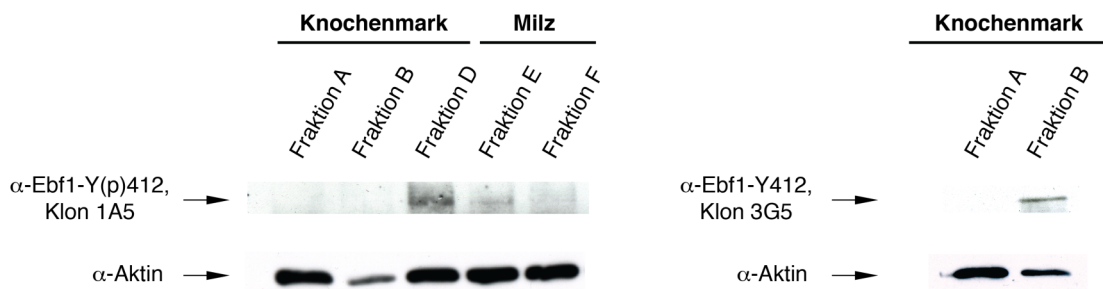 Knochenmark Milz
Fraktion A
Fraktion B
Fraktion D
Fraktion E
Fraktion F
α-Ebf1-Y(p)412,
Klon 1A5
α-Aktin
Knochenmark
Fraktion A
Fraktion B
α-Ebf1-Y412,
Klon 3G5
α-Aktin